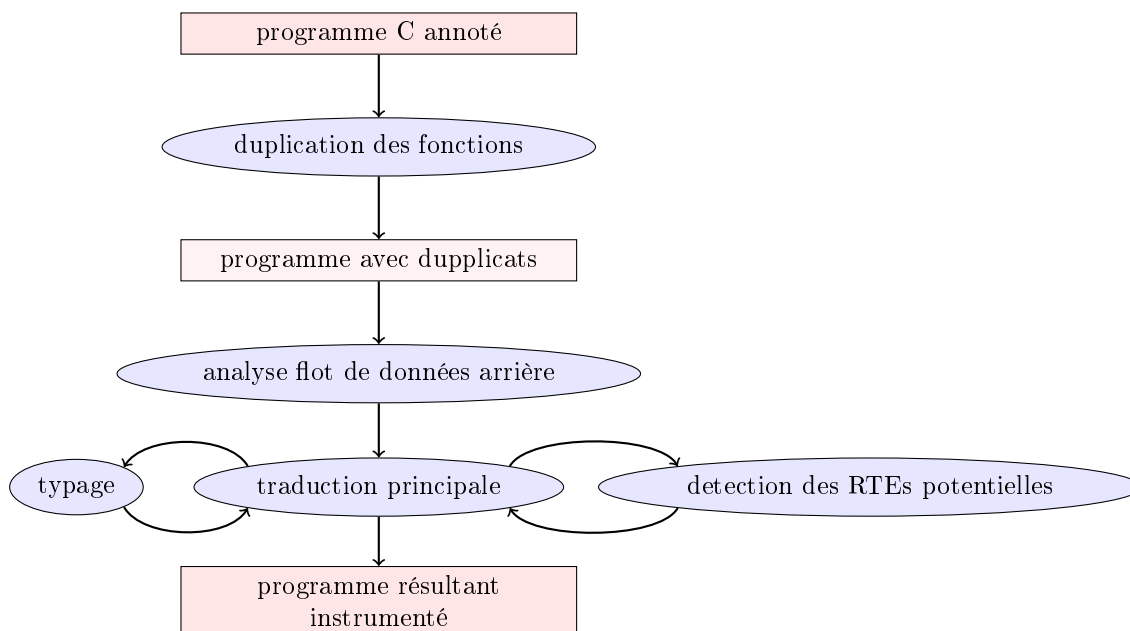 programme C annoté
duplication des fonctions
programme avec dupplicats
analyse flot de données arrière
typage
traduction principale
detection des RTEs potentielles
programme résultant
instrumenté